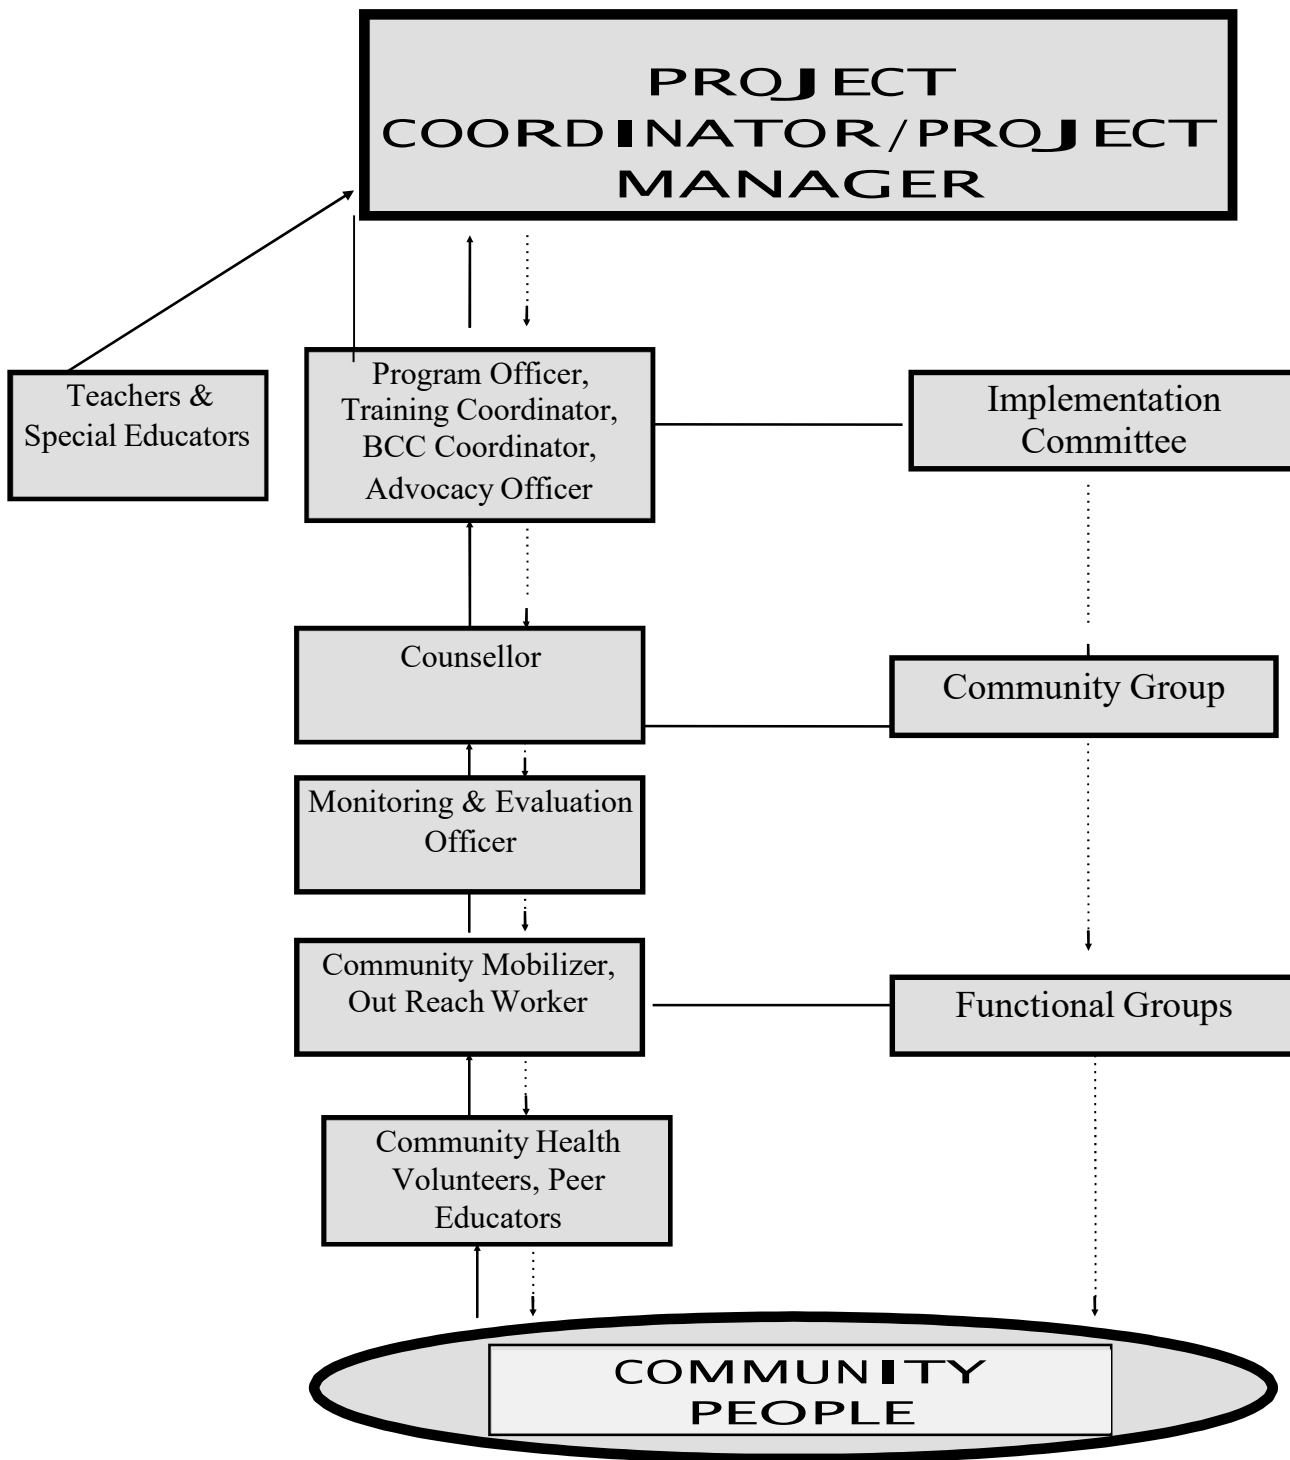 PROJECT
COORDINATOR/PROJECT
MANAGER
Teachers &
Special Educators
Program Officer,
Training Coordinator,
BCC Coordinator,
Advocacy Officer
Implementation
Committee
Counsellor
Community Group
Monitoring & Evaluation
Officer
Community Mobilizer,
Out Reach Worker
Functional Groups
Community Health
Volunteers, Peer
Educators
COMMUNITY
PEOPLE